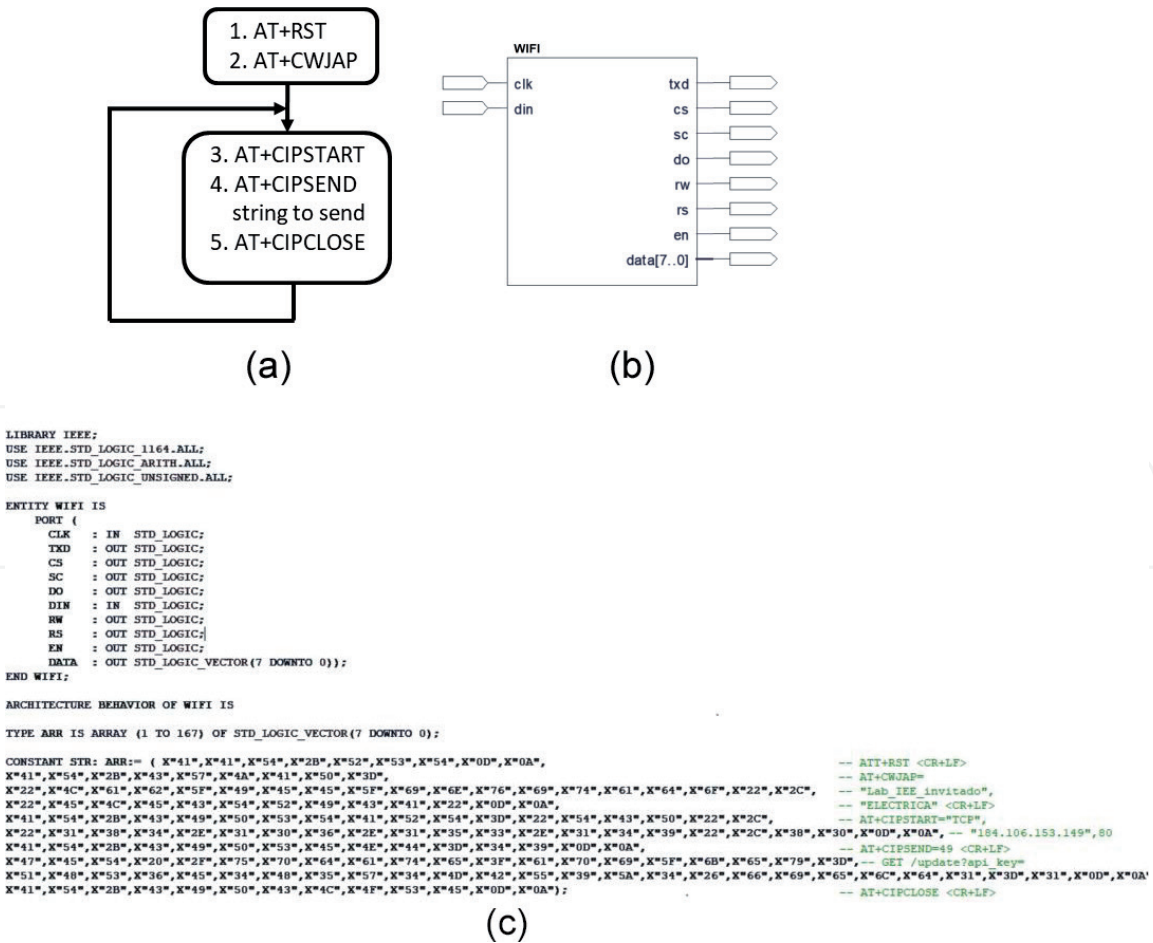 1. AT+RST
2. AT+CWJAP
3. AT+CIPSTART
4. AT+CIPSEND
string to send
5. AT+CIPCLOSE
(a)
WIFI
clk
din
txd
cs
sc
do
rw
rs
en
data[7..0]
(b)
LIBRARY IEEE;
USE IEEE.STD_LOGIC_1164.ALL;
USE IEEE.STD_LOGIC_ARITH.ALL;
USE IEEE.STD_LOGIC_UNSIGNED.ALL;
ENTITY WIFI IS
PORT (
CLK : IN STD_LOGIC;
TXD : OUT STD_LOGIC;
CS : OUT STD_LOGIC;
SC : OUT STD_LOGIC;
DO : OUT STD_LOGIC;
DIN : IN STD_LOGIC;
RW : OUT STD_LOGIC;
RS : OUT STD_LOGIC;
EN : OUT STD_LOGIC;
DATA : OUT STD_LOGIC_VECTOR(7 DOWNTO 0));
END WIFI;
ARCHITECTURE BEHAVIOR OF WIFI IS
TYPE ARR IS ARRAY (1 TO 167) OF STD_LOGIC_VECTOR(7 DOWNTO 0);
CONSTANT STR: ARR:= ( X"41",X"41",X"54",X"2B",X"52",X"53",X"54",X"0D",X"0A", -- ATT+RST <CR+LF>
X"41",X"54",X"2B",X"43",X"57",X"4A",X"41",X"50",X"3D", -- AT+CWJAP=
X"22",X"4C",X"61",X"62",X"5F",X"49",X"45",X"45",X"5F",X"69",X"6E",X"76",X"69",X"74",X"61",X"64",X"6F",X"22",X"2C", -- "Lab_IEE_invitado",
X"22",X"45",X"4C",X"45",X"43",X"54",X"52",X"49",X"43",X"41",X"22",X"0D",X"0A", -- "ELECTRICA" <CR+LF>
X"41",X"54",X"2B",X"43",X"49",X"50",X"53",X"54",X"41",X"52",X"54",X"3D",X"22",X"54",X"43",X"50",X"22",X"2C", -- AT+CIPSTART="TCP",
X"22",X"31",X"38",X"34",X"2E",X"31",X"30",X"36",X"2E",X"31",X"35",X"33",X"2E",X"31",X"34",X"39",X"22",X"2C",X"38",X"30",X"0D",X"0A", -- "184.106.153.149",80
X"41",X"54",X"2B",X"43",X"49",X"50",X"53",X"45",X"4E",X"44",X"3D",X"34",X"39",X"0D",X"0A", -- AT+CIPSEND=49 <CR+LF>
X"47",X"45",X"54",X"20",X"2F",X"75",X"70",X"64",X"61",X"74",X"65",X"3F",X"61",X"70",X"69",X"5F",X"6B",X"65",X"79",X"3D",-- GET /update?api_key=
X"51",X"48",X"53",X"36",X"45",X"34",X"48",X"35",X"57",X"34",X"4D",X"42",X"55",X"39",X"5A",X"34",X"26",X"66",X"69",X"65",X"6C",X"64",X"31",X"3D",X"31",X"0D",X"0A"
X"41",X"54",X"2B",X"43",X"49",X"50",X"43",X"4C",X"4F",X"53",X"45",X"0D",X"0A"); -- AT+CIPCLOSE <CR+LF>
(c)